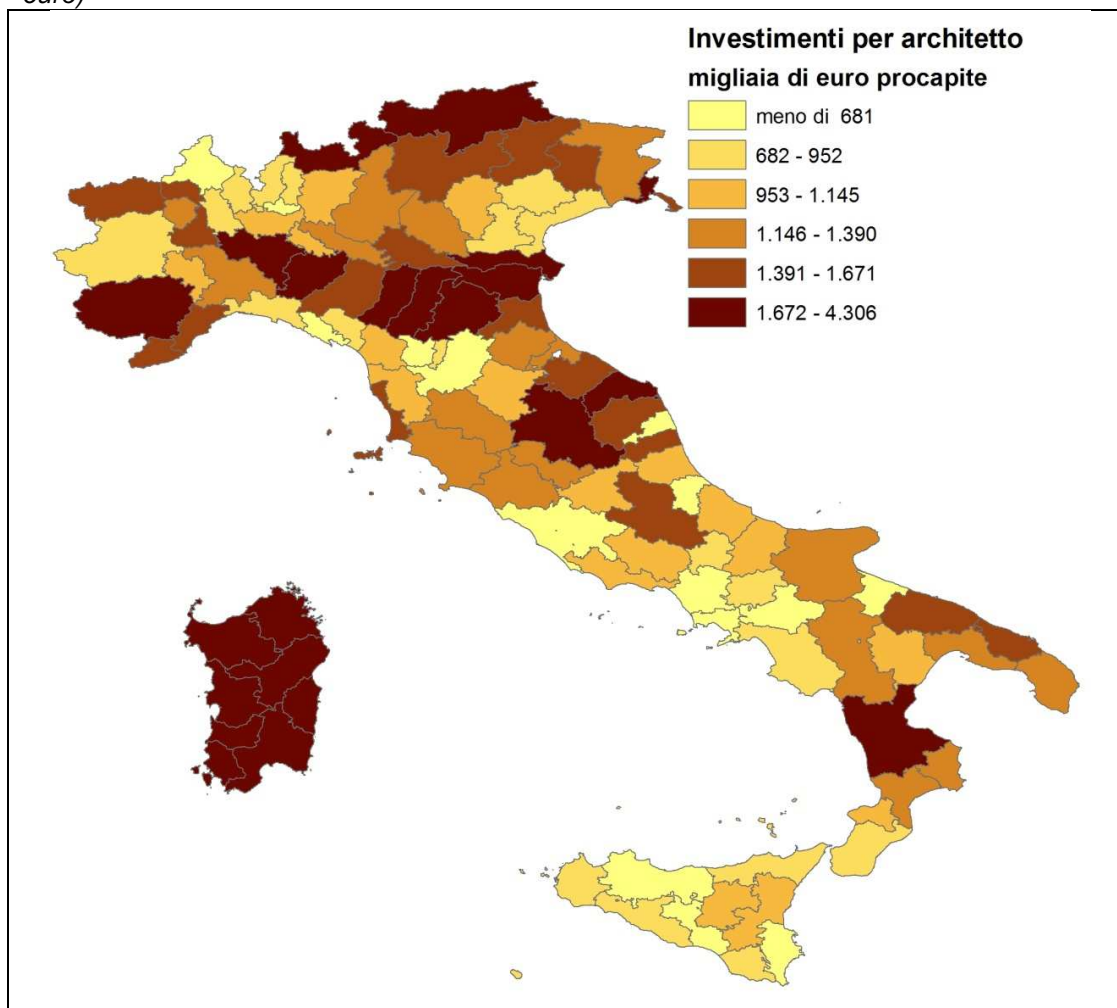 euro)
Investimenti per architetto
migliaia di euro procapite
meno di 681
682 - 952
953 - 1.145
1.146 - 1.390
1.391 - 1.671
1.672 - 4.306